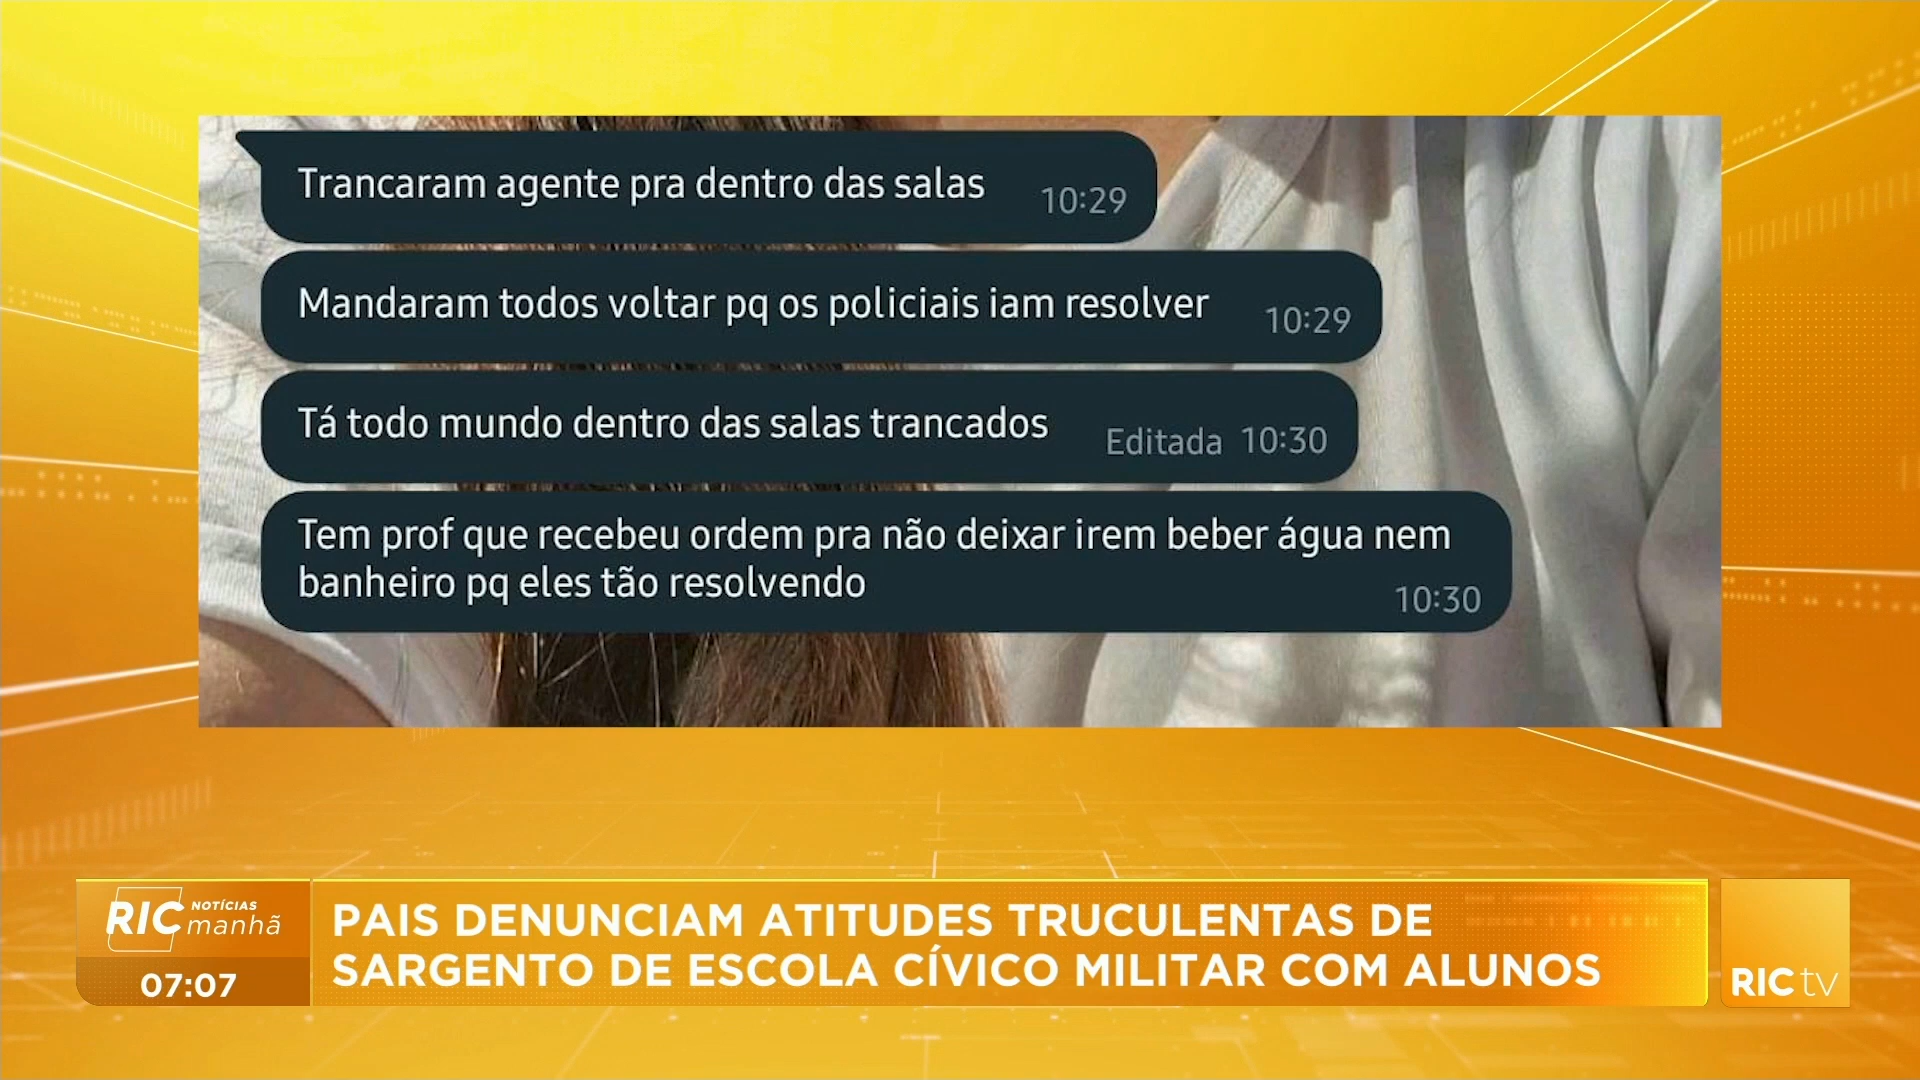 Trancaram agente pra dentro das salas 10:29
Mandaram todos voltar pq os policiais iam resolver 10:29
Tá todo mundo dentro das salas trancados Editada 10:30
Tem prof que recebeu ordem pra não deixar irem beber água nem
banheiro pq eles tão resolvendo 10:30
RIC NOTÍCIAS manhã
07:07
PAIS DENUNCIAM ATITUDES TRUCULENTAS DE
SARGENTO DE ESCOLA CÍVICO MILITAR COM ALUNOS
RIC tv